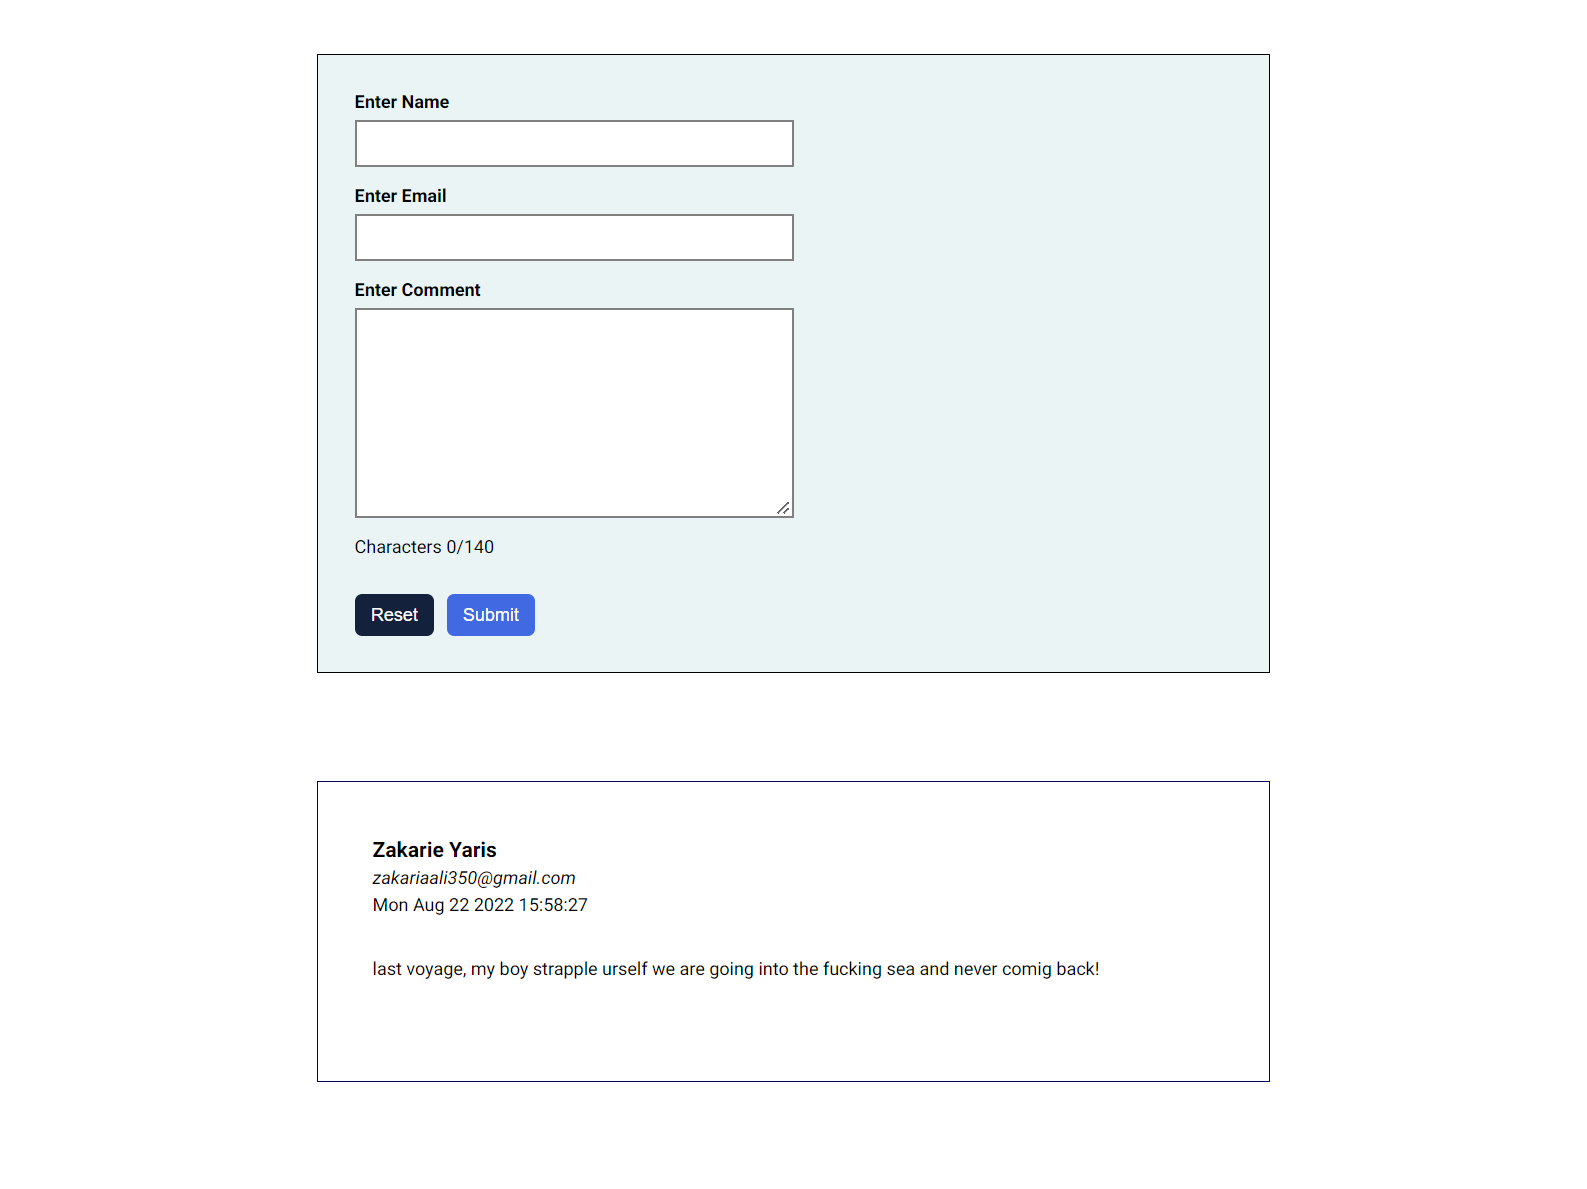 Enter Name
Enter Email
Enter Comment
Characters 0/140
Reset Submit
Zakarie Yaris
zakariaali350@gmail.com
Mon Aug 22 2022 15:58:27
last voyage, my boy strapple urself we are going into the fucking sea and never comig back!